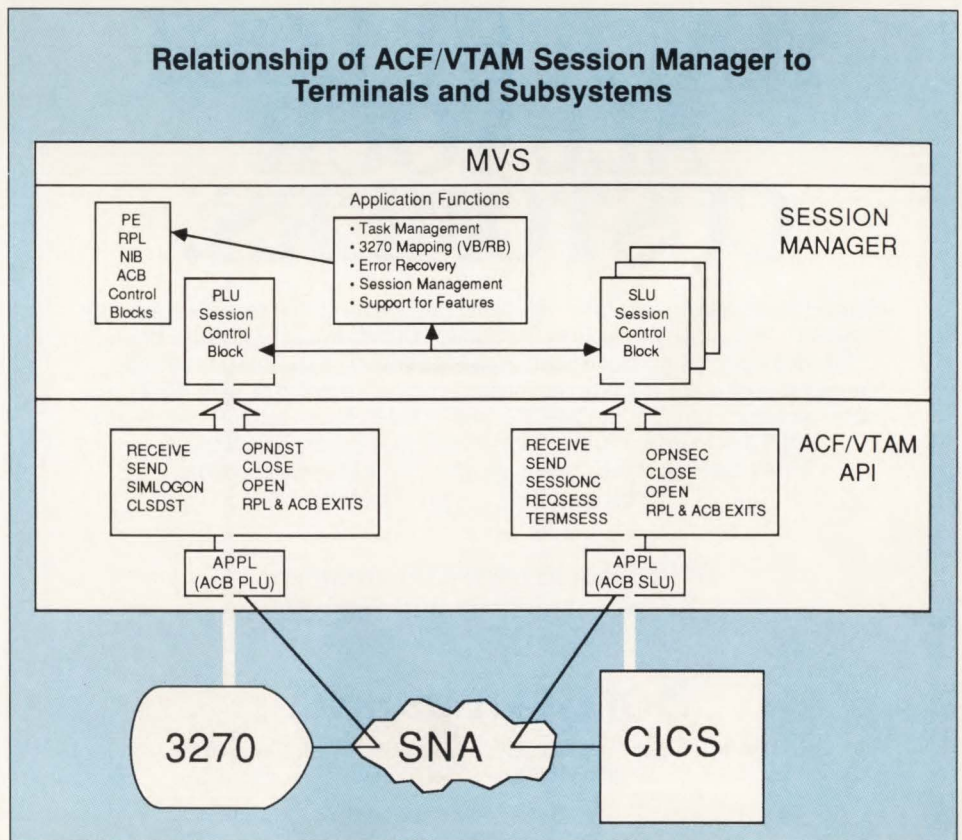 Relationship of ACF/VTAM Session Manager to
Terminals and Subsystems
MVS
PE
RPL
NIB
ACB
Control
Blocks
Application Functions
• Task Management
• 3270 Mapping (VB/RB)
• Error Recovery
• Session Management
• Support for Features
SESSION
MANAGER
PLU
Session
Control
Block
SLU
Session
Control
Block
RECEIVE
SEND
SIMLOGON
CLSDST
OPNDST
CLOSE
OPEN
RPL & ACB EXITS
RECEIVE
SEND
SESSIONC
REQSESS
TERMSESS
OPNSEC
CLOSE
OPEN
RPL & ACB EXITS
ACF/VTAM
API
APPL
(ACB PLU)
APPL
(ACB SLU)
3270
SNA
CICS